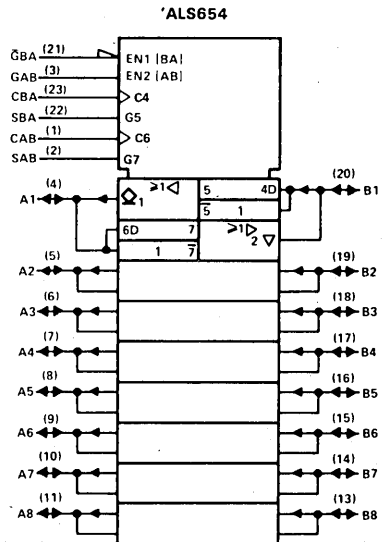 'ALS654
G̅BA (21) EN1 [BA]
GAB (3) EN2 (AB)
CBA (23) C4
SBA (22) G5
CAB (1) C6
SAB (2) G7
A1 (4) 1 ≥1 5 4D (20) B1
5̅ 1
6D 7 ≥1
1 7̅ 2
A2 (5) (19) B2
A3 (6) (18) B3
A4 (7) (17) B4
A5 (8) (16) B5
A6 (9) (15) B6
A7 (10) (14) B7
A8 (11) (13) B8